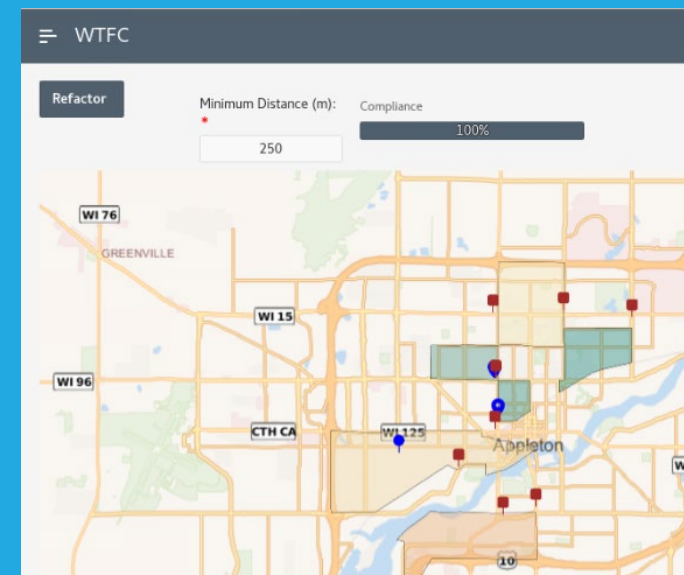 WTFC
Refactor
Minimum Distance (m):
*
Compliance
100%
250
WI 76
GREENVILLE
WI 15
WI 96
CTH CA
WI 125
Appleton
W
10